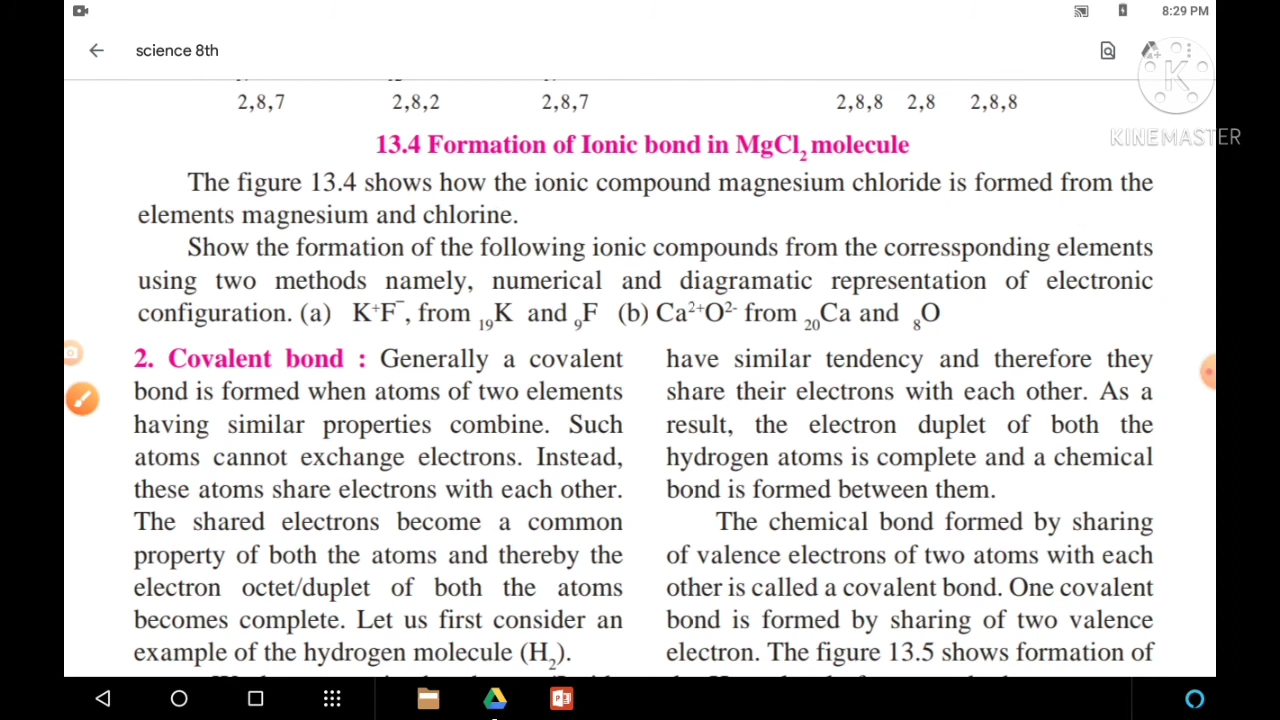 8:29 PM
science 8th
K
KINEMASTER
2,8,7 2,8,2 2,8,7 2,8,8 2,8 2,8,8
13.4 Formation of Ionic bond in MgCl₂ molecule
The figure 13.4 shows how the ionic compound magnesium chloride is formed from the
elements magnesium and chlorine.
Show the formation of the following ionic compounds from the corressponding elements
using two methods namely, numerical and diagramatic representation of electronic
configuration. (a) K⁺F⁻, from ₁₉K and ₉F (b) Ca²⁺O²⁻ from ₂₀Ca and ₈O
2. Covalent bond : Generally a covalent
bond is formed when atoms of two elements
having similar properties combine. Such
atoms cannot exchange electrons. Instead,
these atoms share electrons with each other.
The shared electrons become a common
property of both the atoms and thereby the
electron octet/duplet of both the atoms
becomes complete. Let us first consider an
example of the hydrogen molecule (H₂).
have similar tendency and therefore they
share their electrons with each other. As a
result, the electron duplet of both the
hydrogen atoms is complete and a chemical
bond is formed between them.
The chemical bond formed by sharing
of valence electrons of two atoms with each
other is called a covalent bond. One covalent
bond is formed by sharing of two valence
electron. The figure 13.5 shows formation of